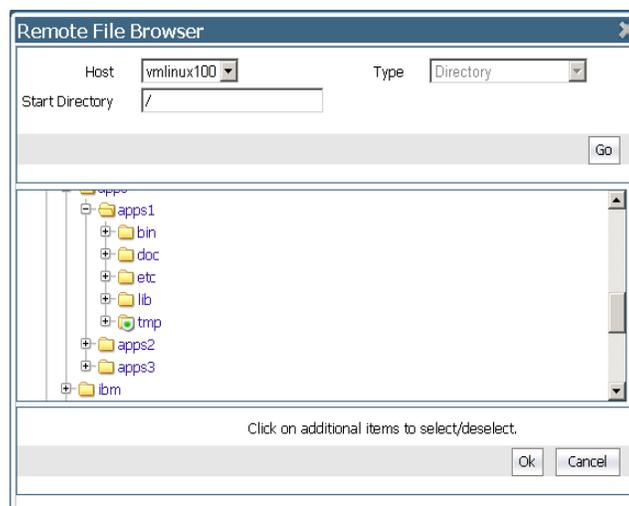 Remote File Browser
Host vmlinux100 Type Directory
Start Directory /
Go
apps1
bin
doc
etc
lib
tmp
apps2
apps3
ibm
Click on additional items to select/deselect.
Ok Cancel